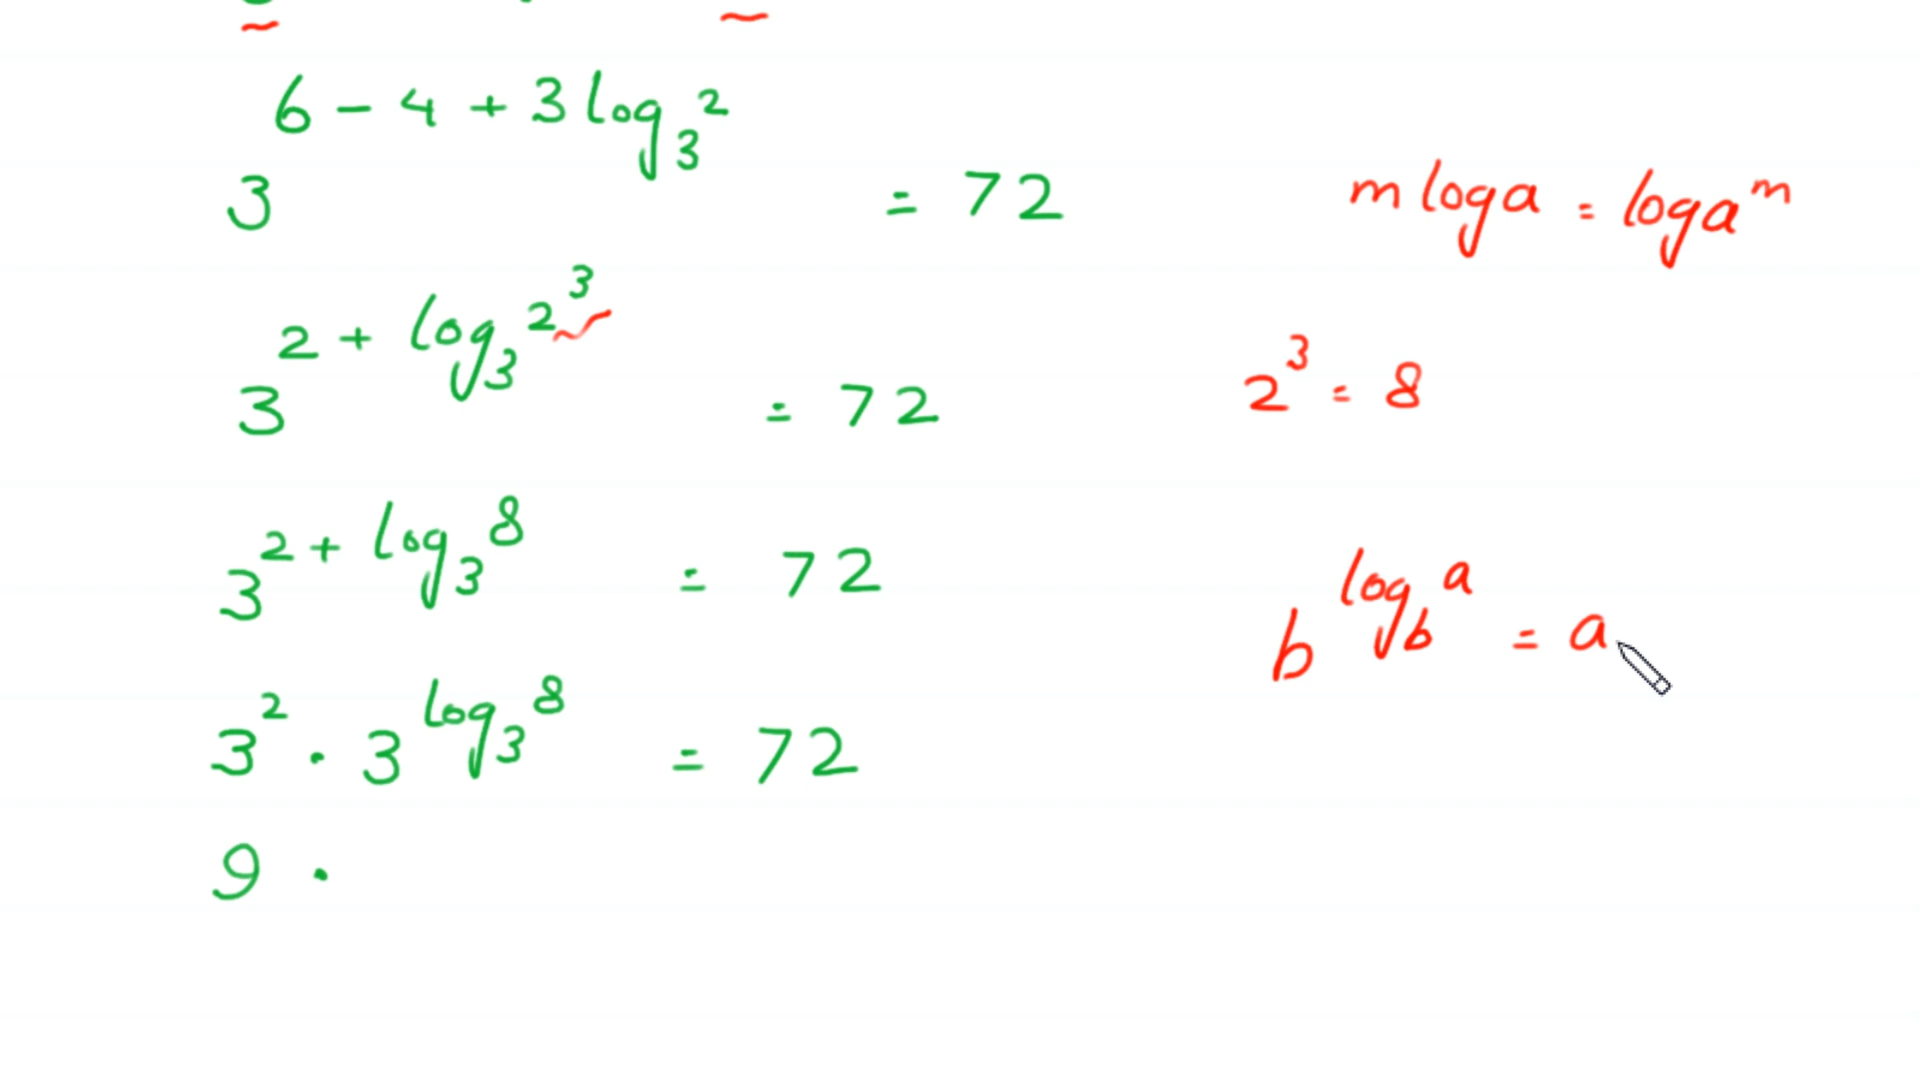 3^{6 - 4 + 3 log_3 2} = 72
m log a = log a^m
3^{2 + log_3 2^3} = 72
2^3 = 8
3^{2 + log_3 8} = 72
b^{log_b a} = a
3^2 · 3^{log_3 8} = 72
9 ·